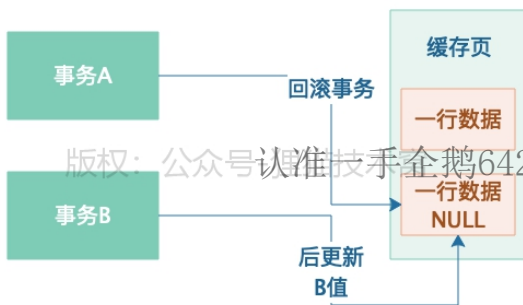 缓存页
事务A
回滚事务
一行数据
版权：公众号
认准一手企鹅642
一行数据
NULL
事务B
后更新
B值